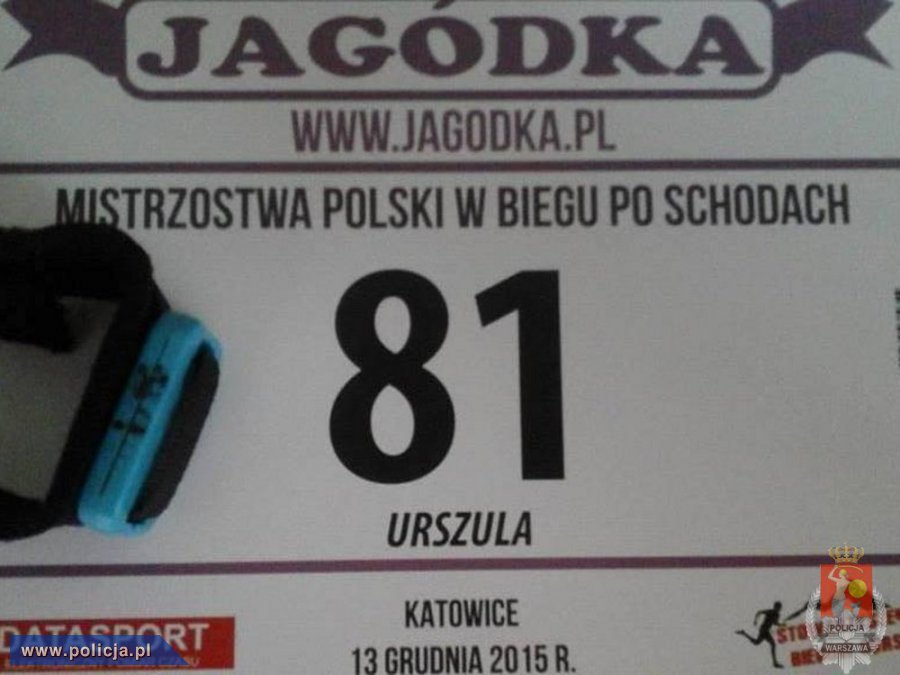 JAGÓDKA
WWW.JAGODKA.PL
MISTRZOSTWA POLSKI W BIEGU PO SCHODACH
81
URSZULA
KATOWICE
13 GRUDNIA 2015 R.
DATASPORT
www.policja.pl
POLICJA
WARSZAWA